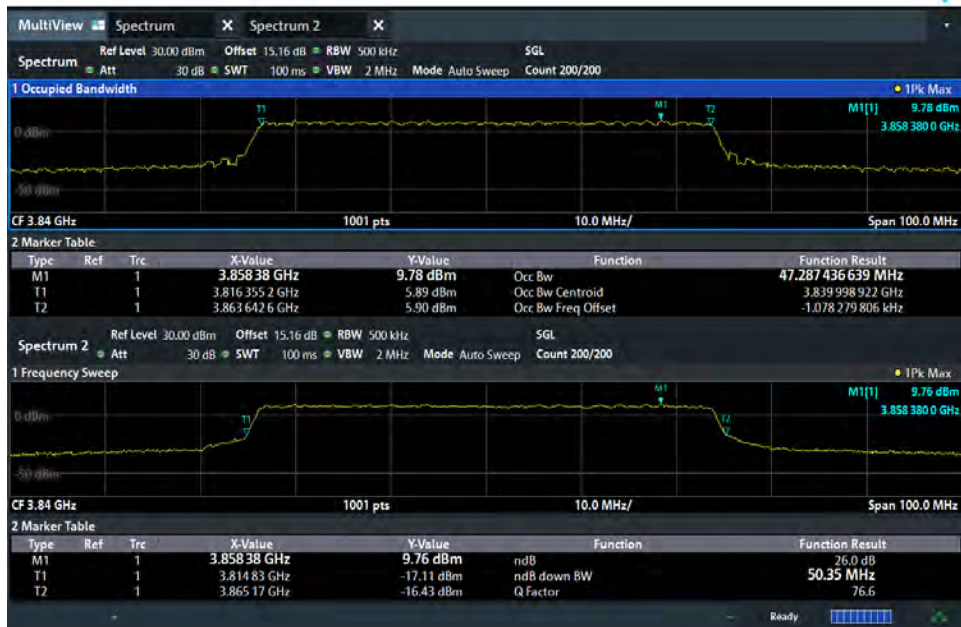 MultiView Spectrum X Spectrum 2 X
Ref Level 30.00 dBm Offset 15.16 dB RBW 500 kHz SGL
Spectrum
Att 30 dB SWT 100 ms VBW 2 MHz Mode Auto Sweep Count 200/200
1 Occupied Bandwidth 1Pk Max
M1 M1[1] 9.78 dBm
T1 T2
3.858 380 0 GHz
0 dBm
-50 dBm
CF 3.84 GHz 1001 pts 10.0 MHz/ Span 100.0 MHz
2 Marker Table
Type Ref Trc X-Value Y-Value Function Function Result
M1 1 3.858 38 GHz 9.78 dBm Occ Bw 47.287 436 639 MHz
T1 1 3.816 355 2 GHz 5.89 dBm Occ Bw Centroid 3.839 998 922 GHz
T2 1 3.863 642 6 GHz 5.90 dBm Occ Bw Freq Offset -1.078 279 806 kHz
Ref Level 30.00 dBm Offset 15.16 dB RBW 500 kHz SGL
Spectrum 2
Att 30 dB SWT 100 ms VBW 2 MHz Mode Auto Sweep Count 200/200
1 Frequency Sweep 1Pk Max
M1 M1[1] 9.76 dBm
3.858 380 0 GHz
0 dBm
T1 T2
-50 dBm
CF 3.84 GHz 1001 pts 10.0 MHz/ Span 100.0 MHz
2 Marker Table
Type Ref Trc X-Value Y-Value Function Function Result
M1 1 3.858 38 GHz 9.76 dBm ndB 26.0 dB
T1 1 3.814 83 GHz -17.11 dBm ndB down BW 50.35 MHz
T2 1 3.865 17 GHz -16.43 dBm Q Factor 76.6
Ready